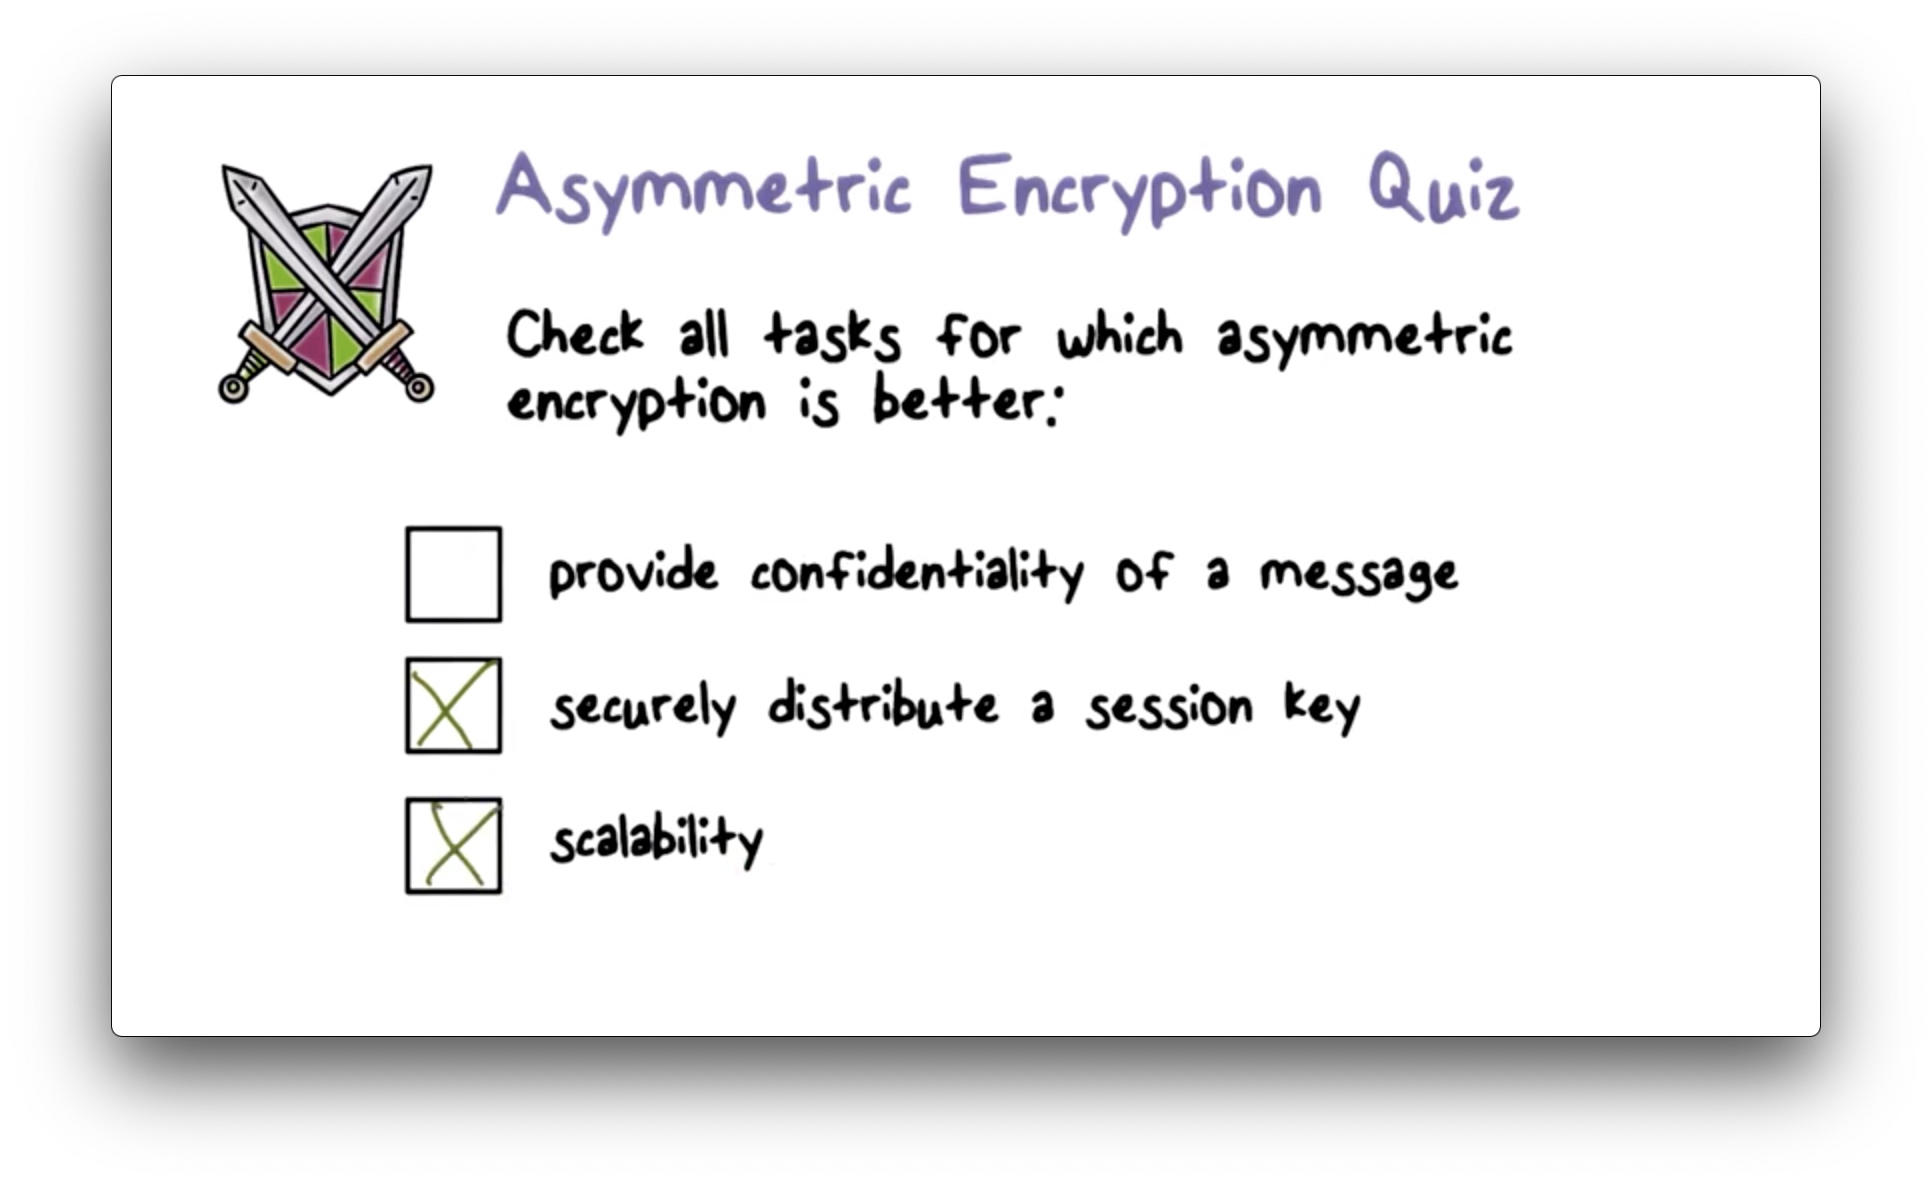 Asymmetric Encryption Quiz
Check all tasks for which asymmetric
encryption is better:
provide confidentiality of a message
securely distribute a session key
scalability